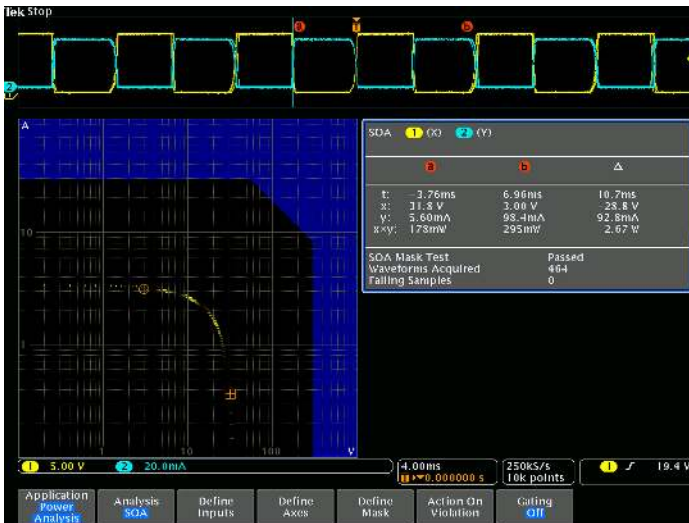 Tek Stop
a
T
b
2
A
10
1
1
10
100
V
SOA 1 (X) 2 (Y)
a b Δ
t: -3.76ms 6.96ms 10.7ms
x: 31.8 V 3.00 V -28.8 V
y: 5.60mA 98.4mA 92.8mA
x×y: 178mW 295mW 2.67 W
SOA Mask Test Passed
Waveforms Acquired 464
Failing Samples 0
1 5.00 V 2 20.0mA 4.00ms 250kS/s 1 19.4 V
0.000000 s 10k points
Application Analysis Define Define Define Action On Gating
Power SOA Inputs Axes Mask Violation Off
Analysis